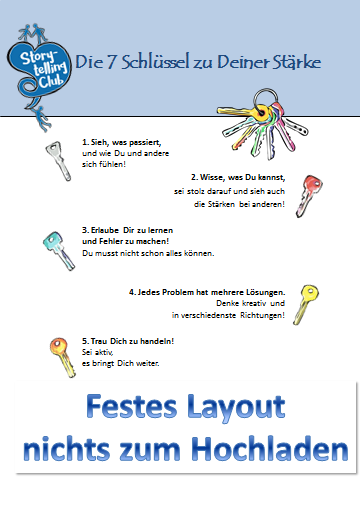 Story-
telling
Club
Die 7 Schlüssel zu Deiner Stärke
1. Sieh, was passiert,
und wie Du und andere
sich fühlen!
2. Wisse, was Du kannst,
sei stolz darauf und sieh auch
die Stärken bei anderen!
3. Erlaube Dir zu lernen
und Fehler zu machen!
Du musst nicht schon alles können.
4. Jedes Problem hat mehrere Lösungen.
Denke kreativ und
in verschiedenste Richtungen!
5. Trau Dich zu handeln!
Sei aktiv,
es bringt Dich weiter.
Festes Layout
nichts zum Hochladen